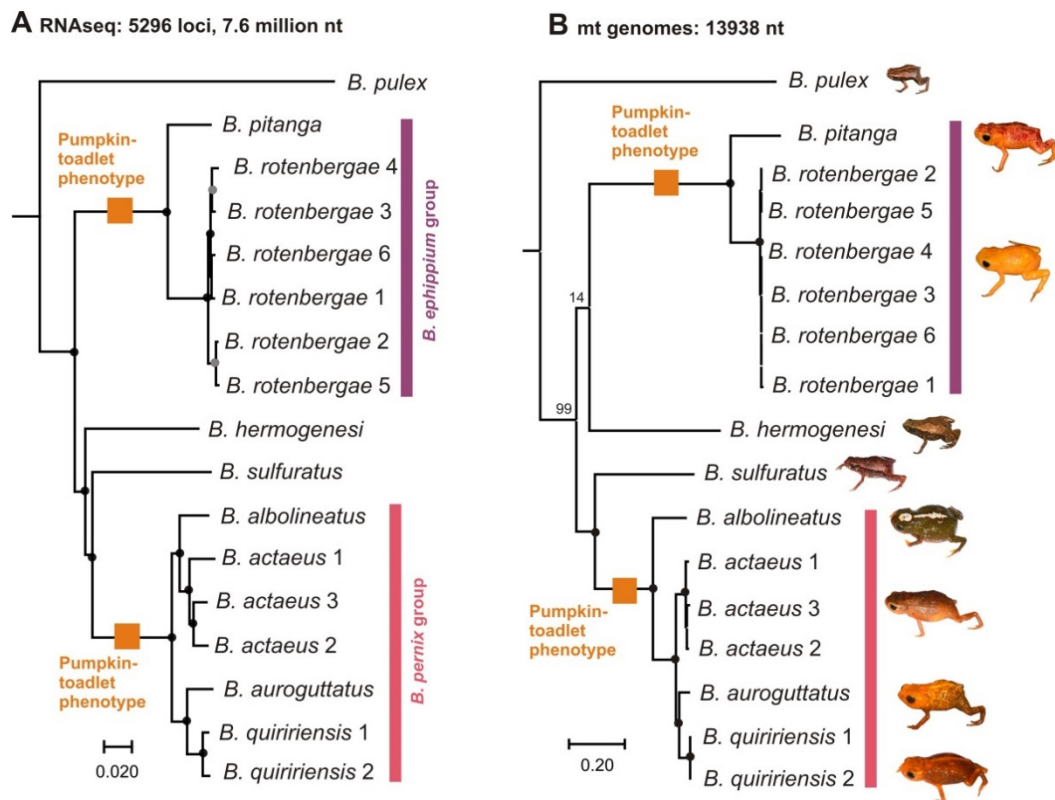 A RNAseq: 5296 loci, 7.6 million nt
B. pulex
Pumpkin-
toadlet
phenotype
B. pitanga
B. rotenbergae 4
B. rotenbergae 3
B. rotenbergae 6
B. rotenbergae 1
B. rotenbergae 2
B. rotenbergae 5
B. ephippium group
B. hermogenesi
B. sulfuratus
B. albolineatus
B. actaeus 1
B. actaeus 3
B. actaeus 2
Pumpkin-
toadlet
phenotype
B. auroguttatus
B. quiririensis 1
B. quiririensis 2
B. pernix group
0.020
B mt genomes: 13938 nt
B. pulex
Pumpkin-
toadlet
phenotype
B. pitanga
B. rotenbergae 2
B. rotenbergae 5
B. rotenbergae 4
B. rotenbergae 3
B. rotenbergae 6
B. rotenbergae 1
14
99
B. hermogenesi
B. sulfuratus
B. albolineatus
B. actaeus 1
B. actaeus 3
B. actaeus 2
Pumpkin-
toadlet
phenotype
B. auroguttatus
B. quiririensis 1
B. quiririensis 2
0.20